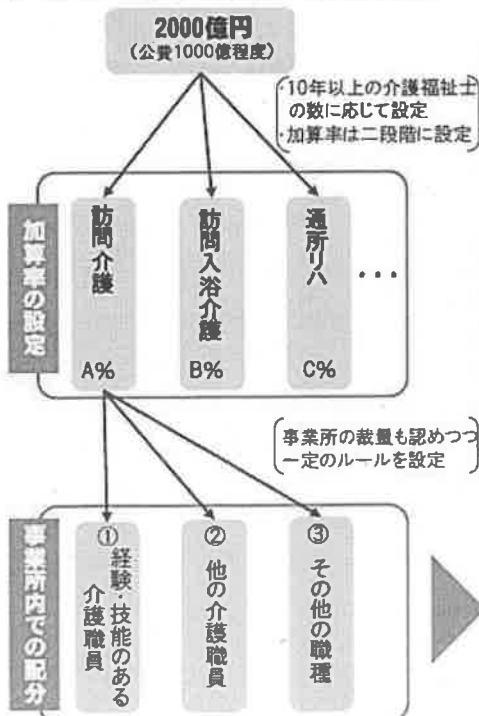 2000億円
(公費1000億程度)
・10年以上の介護福祉士
の数に応じて設定
・加算率は二段階に設定
加算率の設定
訪問介護
A%
訪問入浴介護
B%
通所リハ
C%
・・・
事業所の裁量も認めつつ
一定のルールを設定
事業所内での配分
①
経験・技能のある
介護職員
②
他の介護職員
③
その他の職種